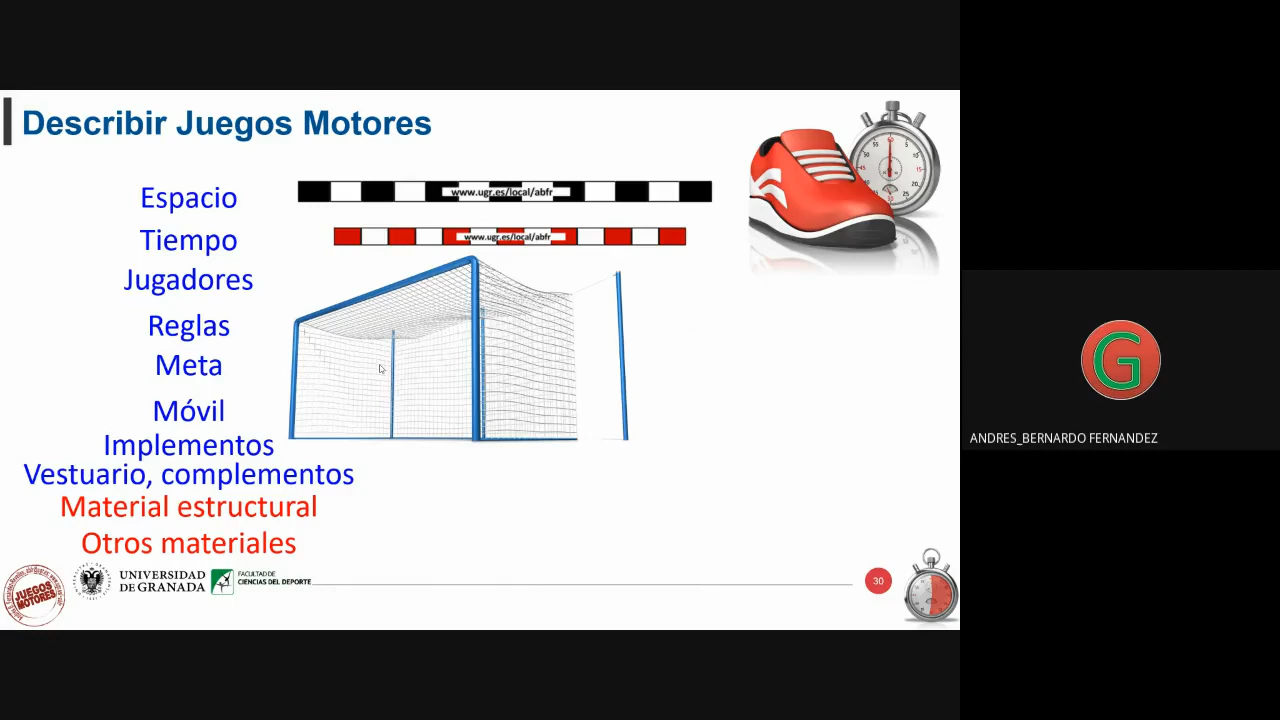 Describir Juegos Motores
Espacio
www.ugr.es/local/abfr
Tiempo
www.ugr.es/local/abfr
Jugadores
Reglas
Meta
Móvil
Implementos
Vestuario, complementos
Material estructural
Otros materiales
JUEGOS
MOTORES
UNIVERSIDAD
DE GRANADA
FACULTAD DE
CIENCIAS DEL DEPORTE
30
G
ANDRES_BERNARDO FERNANDEZ